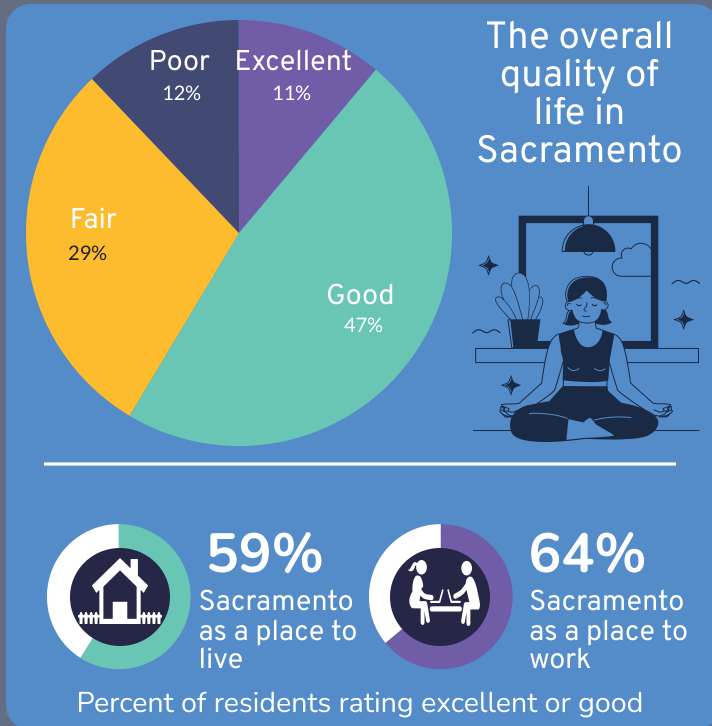 The overall
quality of
life in
Sacramento
Poor
12%
Excellent
11%
Fair
29%
Good
47%
59%
Sacramento
as a place to
live
64%
Sacramento
as a place to
work
Percent of residents rating excellent or good